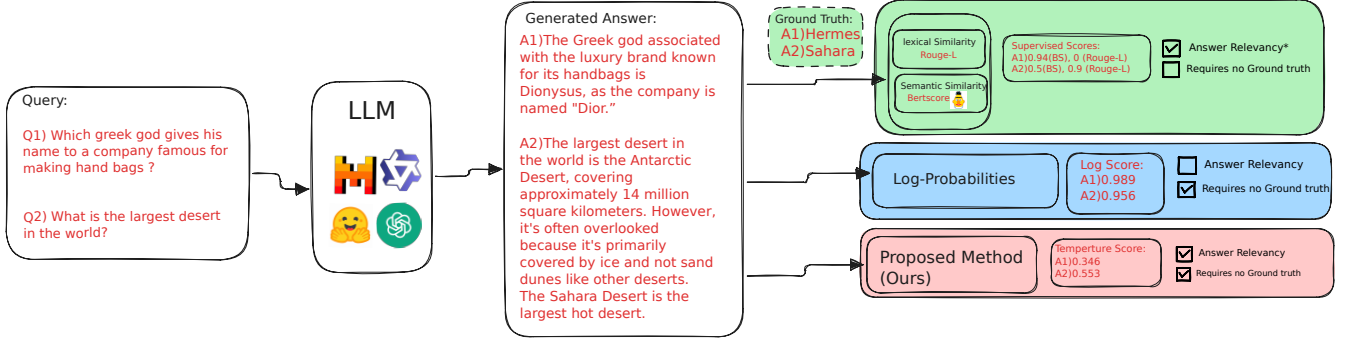 Query:
Q1) Which greek god gives his
name to a company famous for
making hand bags ?
Q2) What is the largest desert
in the world?
LLM
Generated Answer:
A1)The Greek god associated
with the luxury brand known
for its handbags is
Dionysus, as the company is
named "Dior.”
A2)The largest desert in
the world is the Antarctic
Desert, covering
approximately 14 million
square kilometers. However,
it's often overlooked
because it's primarily
covered by ice and not sand
dunes like other deserts.
The Sahara Desert is the
largest hot desert.
Ground Truth:
A1)Hermes
A2)Sahara
lexical Similarity
Rouge-L
Semantic Similarity
Bertscore
Supervised Scores:
A1)0.94(BS), 0 (Rouge-L)
A2)0.5(BS), 0.9 (Rouge-L)
Answer Relevancy*
Requires no Ground truth
Log-Probabilities
Log Score:
A1)0.989
A2)0.956
Answer Relevancy
Requires no Ground truth
Proposed Method
(Ours)
Temperture Score:
A1)0.346
A2)0.553
Answer Relevancy
Requires no Ground truth